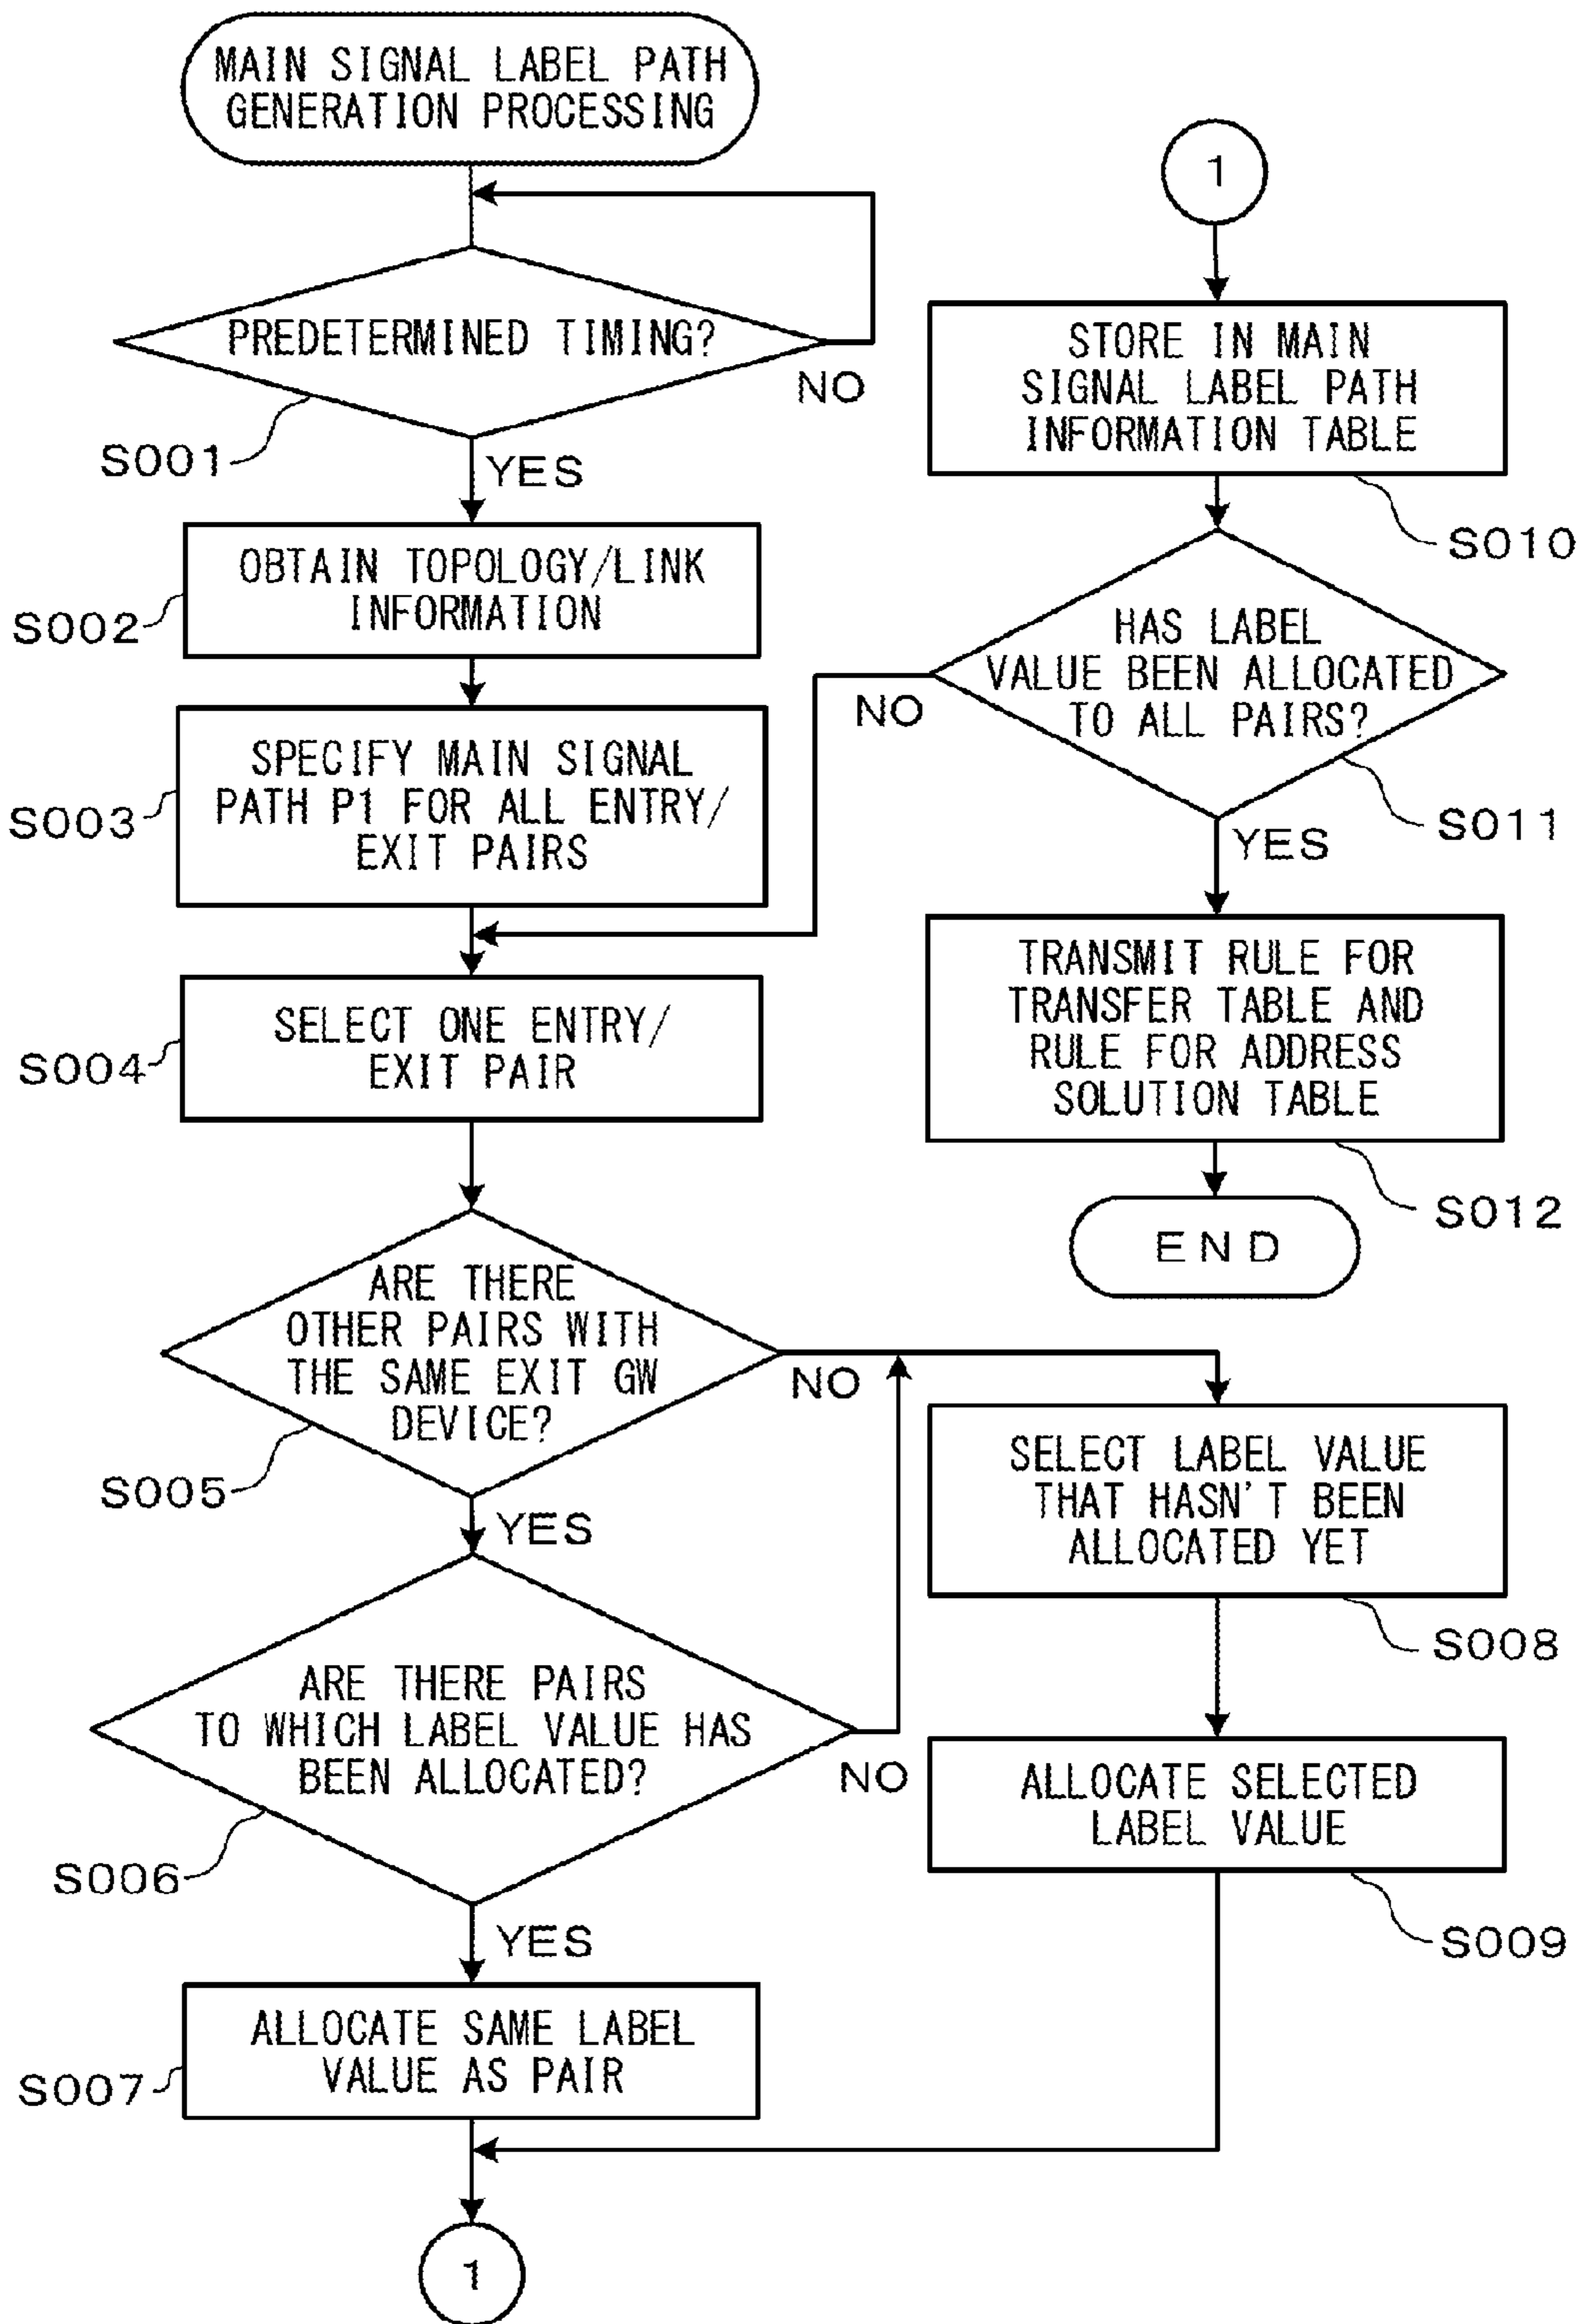 MAIN SIGNAL LABEL PATH
GENERATION PROCESSING
PREDETERMINED TIMING?
NO
S001
YES
OBTAIN TOPOLOGY/LINK
INFORMATION
S002
SPECIFY MAIN SIGNAL
PATH P1 FOR ALL ENTRY/
EXIT PAIRS
S003
SELECT ONE ENTRY/
EXIT PAIR
S004
ARE THERE
OTHER PAIRS WITH
THE SAME EXIT GW
DEVICE?
NO
S005
YES
ARE THERE PAIRS
TO WHICH LABEL VALUE HAS
BEEN ALLOCATED?
NO
S006
YES
ALLOCATE SAME LABEL
VALUE AS PAIR
S007
1
1
STORE IN MAIN
SIGNAL LABEL PATH
INFORMATION TABLE
S010
HAS LABEL
VALUE BEEN ALLOCATED
TO ALL PAIRS?
NO
S011
YES
TRANSMIT RULE FOR
TRANSFER TABLE AND
RULE FOR ADDRESS
SOLUTION TABLE
S012
END
SELECT LABEL VALUE
THAT HASN'T BEEN
ALLOCATED YET
S008
ALLOCATE SELECTED
LABEL VALUE
S009